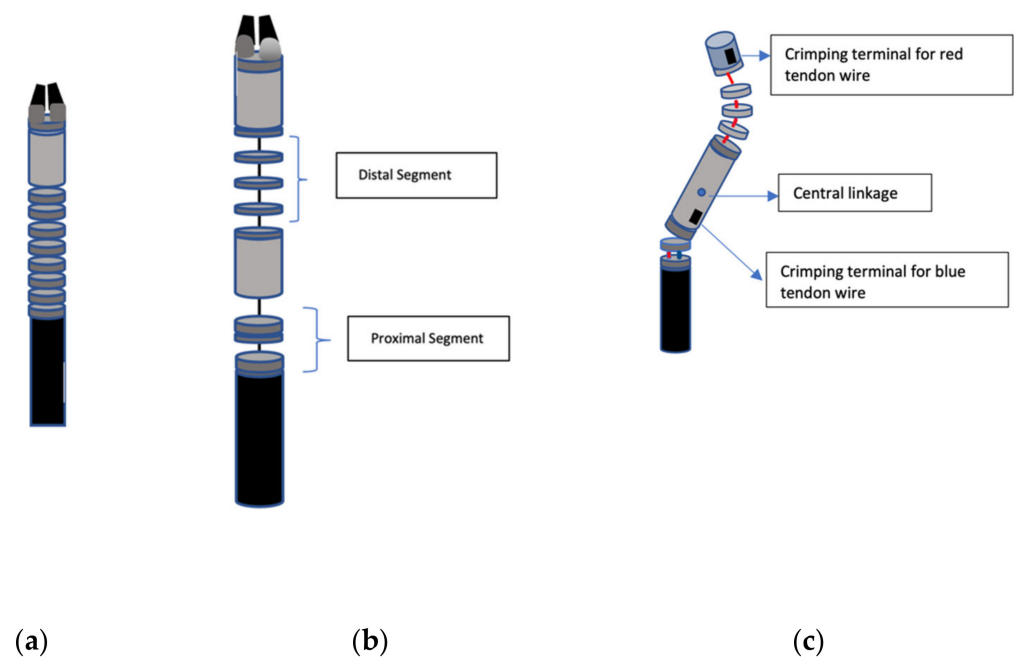 Crimping terminal for red
tendon wire
Distal Segment
Central linkage
Crimping terminal for blue
tendon wire
Proximal Segment
(a)
(b)
(c)